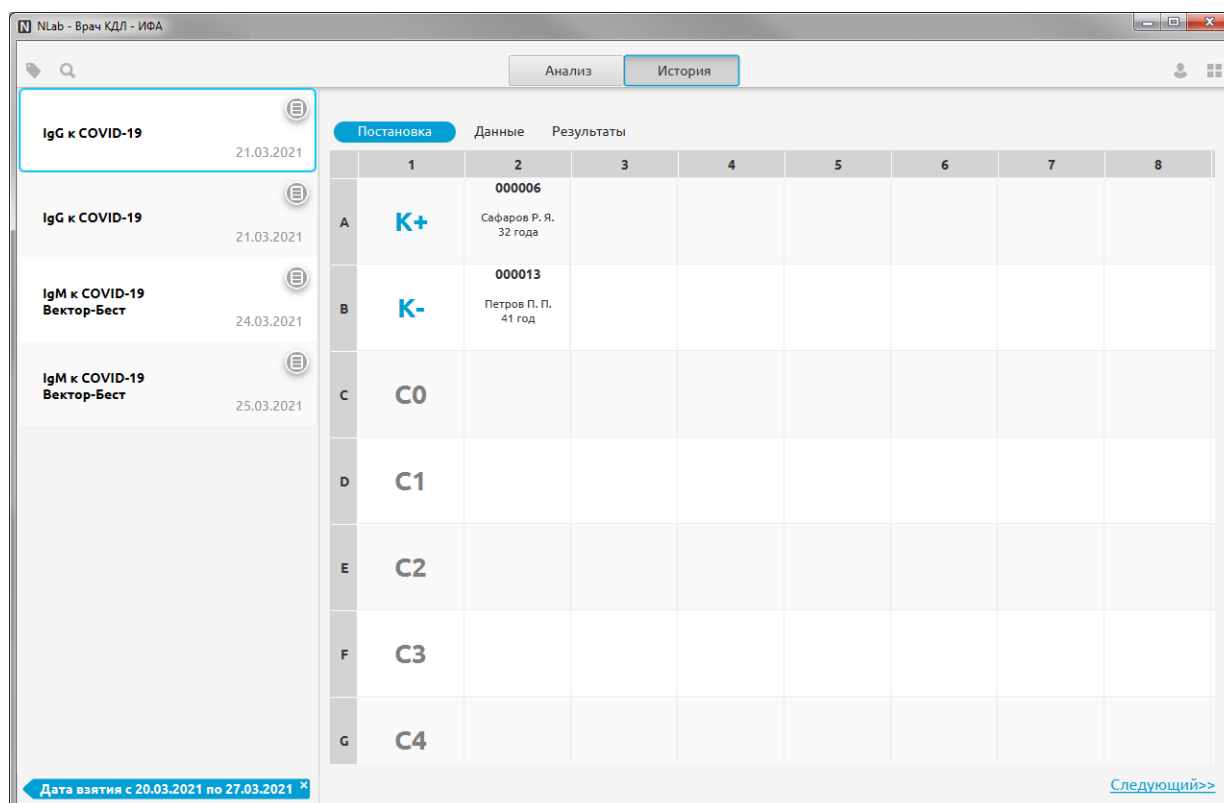 NLab - Врач КДЛ - ИФА
Анализ
История
IgG к COVID-19
21.03.2021
IgG к COVID-19
21.03.2021
IgM к COVID-19
Вектор-Бест
24.03.2021
IgM к COVID-19
Вектор-Бест
25.03.2021
Дата взятия с 20.03.2021 по 27.03.2021
Постановка Данные Результаты
1 2 3 4 5 6 7 8
A
K+
000006
Сафаров Р. Я.
32 года
B
K-
000013
Петров П. П.
41 год
C
C0
D
C1
E
C2
F
C3
G
C4
Следующий>>